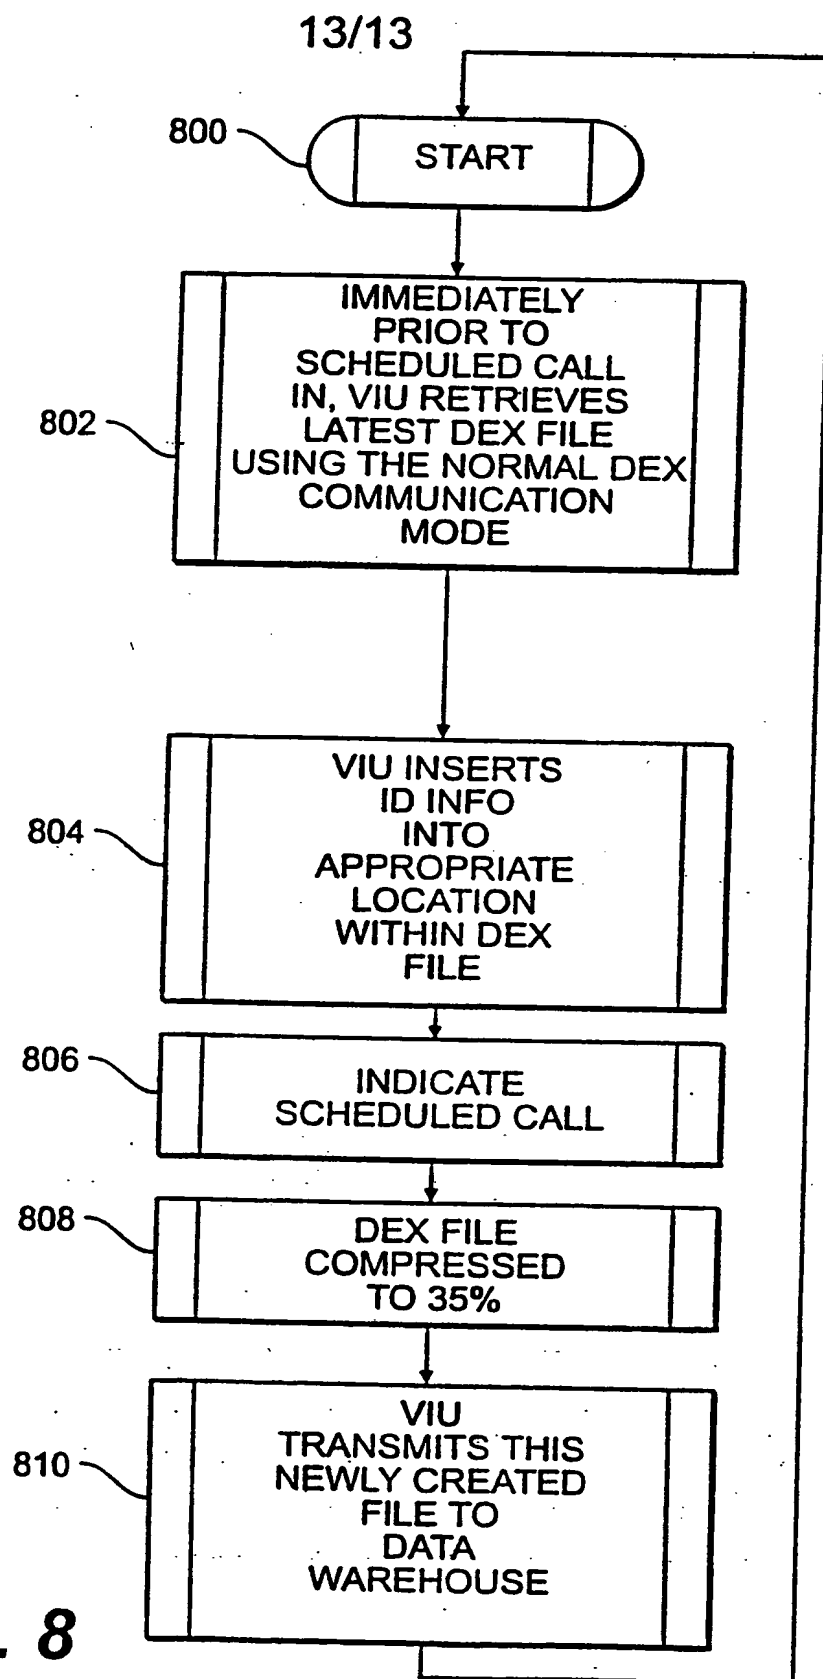 13/13
800
START
802
IMMEDIATELY
PRIOR TO
SCHEDULED CALL
IN, VIU RETRIEVES
LATEST DEX FILE
USING THE NORMAL DEX
COMMUNICATION
MODE
804
VIU INSERTS
ID INFO
INTO
APPROPRIATE
LOCATION
WITHIN DEX
FILE
806
INDICATE
SCHEDULED CALL
808
DEX FILE
COMPRESSED
TO 35%
810
VIU
TRANSMITS THIS
NEWLY CREATED
FILE TO
DATA
WAREHOUSE
. 8